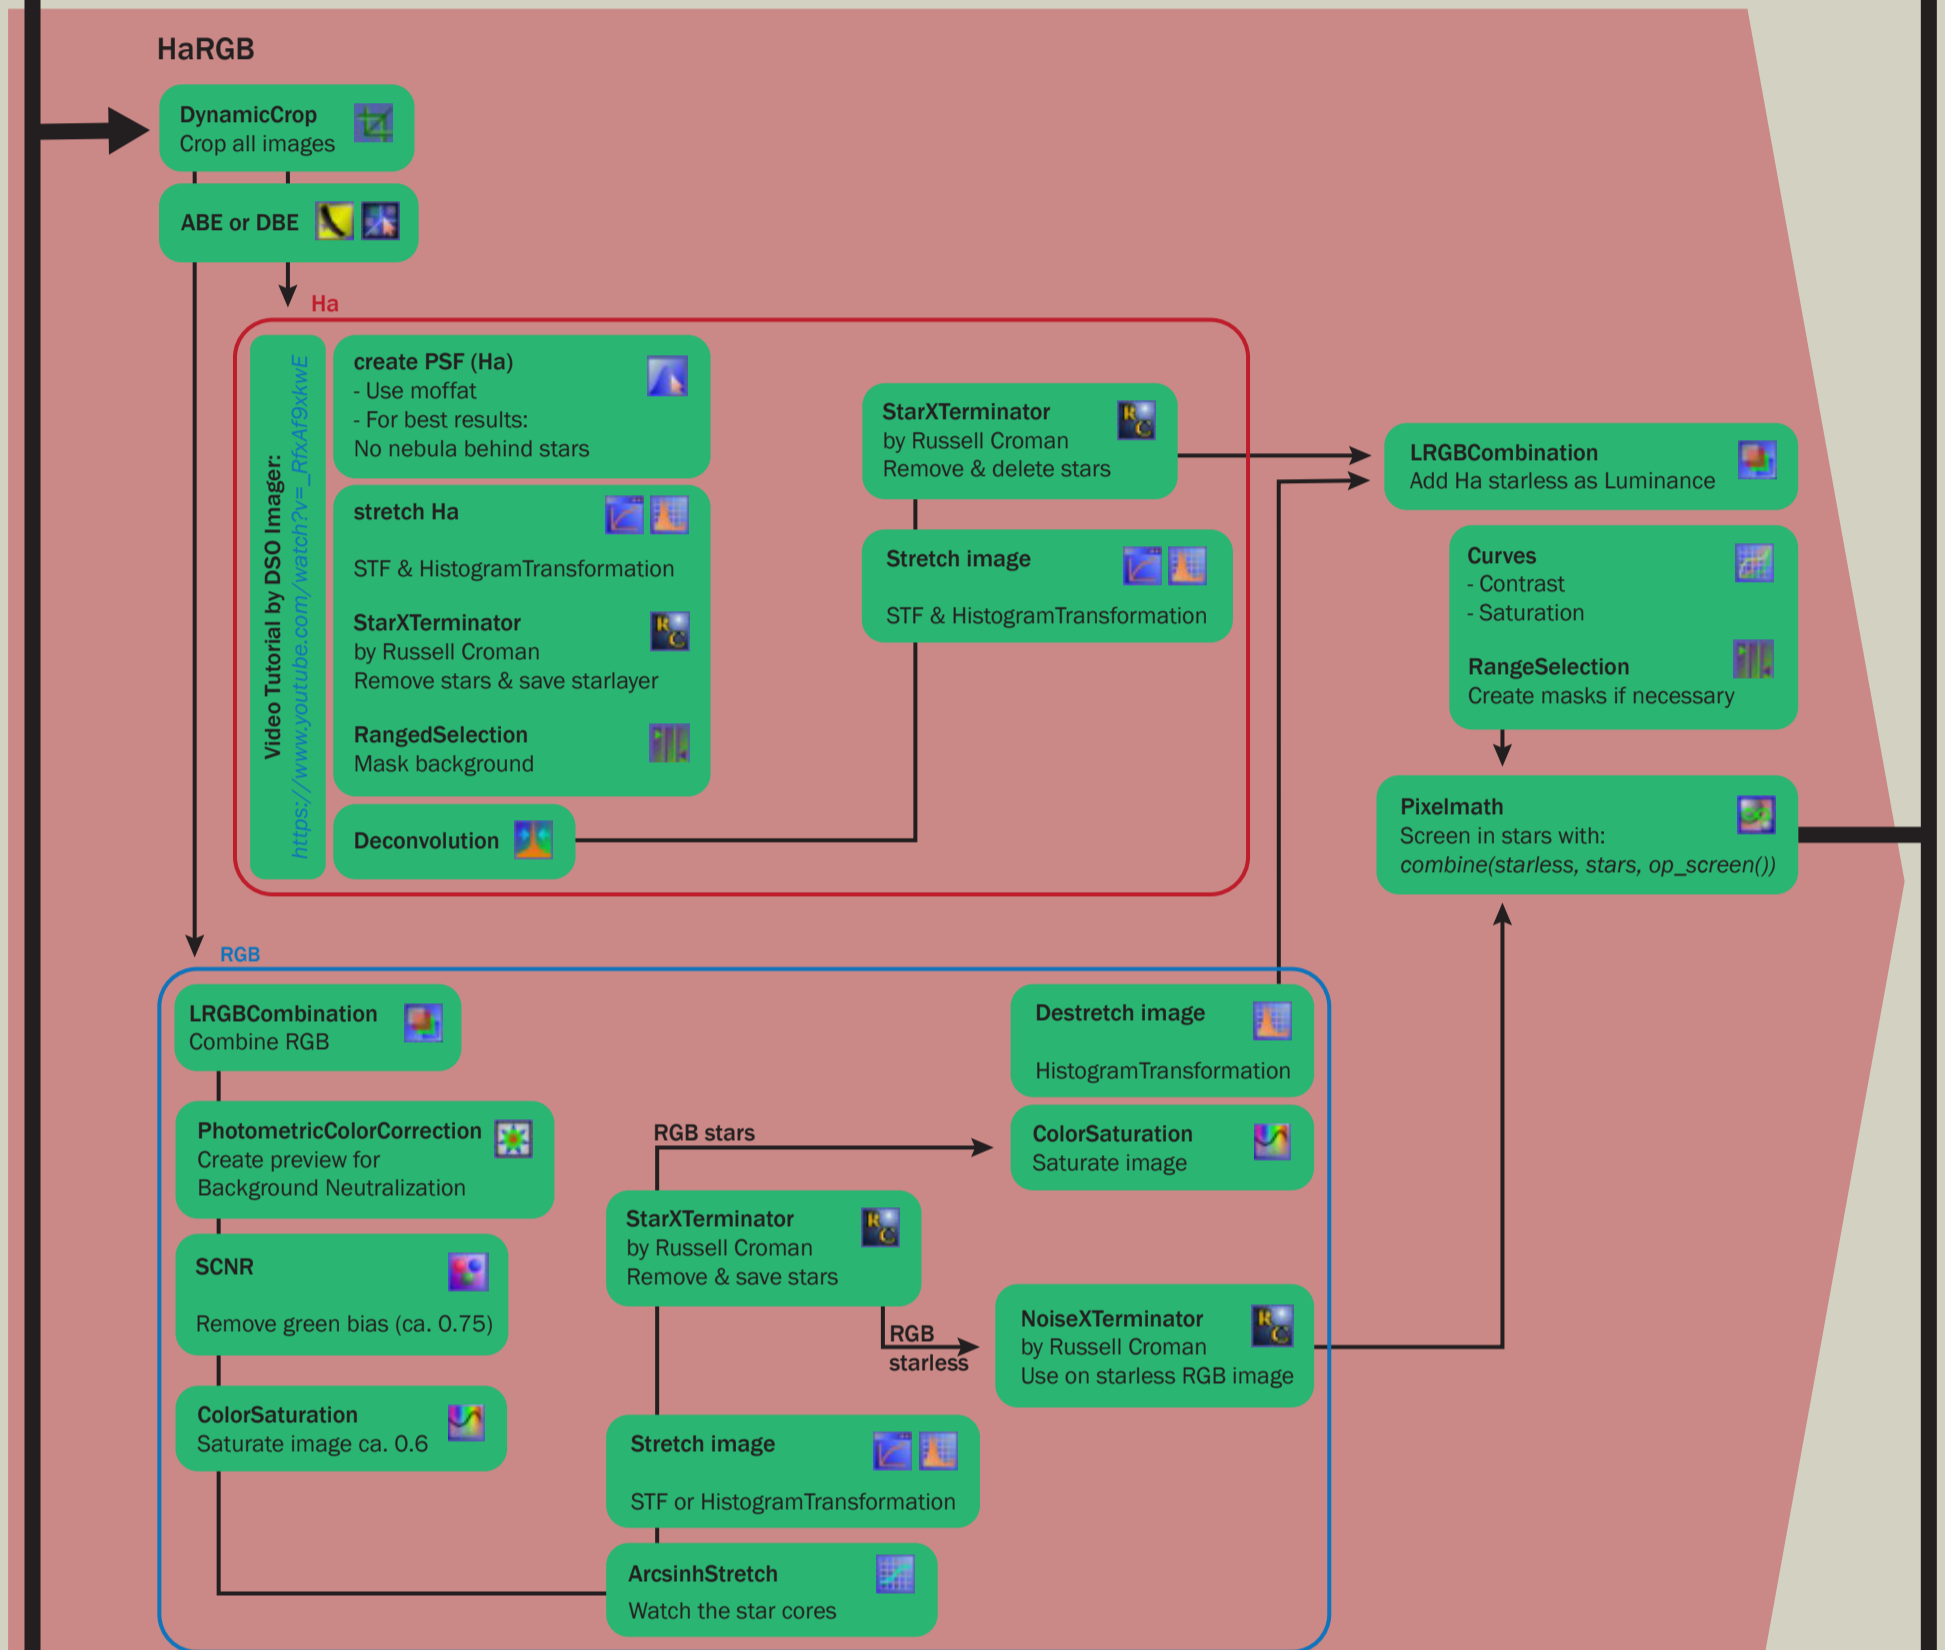 HaRGB
DynamicCrop
Crop all images
ABE or DBE
Ha
Video Tutorial by DSO Imager:
https://www.youtube.com/watch?v=_RfxAf9xkwE
create PSF (Ha)
- Use moffat
- For best results:
No nebula behind stars
stretch Ha
STF & HistogramTransformation
StarXTerminator
by Russell Croman
Remove stars & save starlayer
RangedSelection
Mask background
Deconvolution
StarXTerminator
by Russell Croman
Remove & delete stars
Stretch image
STF & HistogramTransformation
LRGBCombination
Add Ha starless as Luminance
Curves
- Contrast
- Saturation
RangeSelection
Create masks if necessary
Pixelmath
Screen in stars with:
combine(starless, stars, op_screen())
RGB
LRGBCombination
Combine RGB
PhotometricColorCorrection
Create preview for
Background Neutralization
SCNR
Remove green bias (ca. 0.75)
ColorSaturation
Saturate image ca. 0.6
RGB stars
StarXTerminator
by Russell Croman
Remove & save stars
RGB
starless
Stretch image
STF or HistogramTransformation
ArcsinhStretch
Watch the star cores
Destretch image
HistogramTransformation
ColorSaturation
Saturate image
NoiseXTerminator
by Russell Croman
Use on starless RGB image